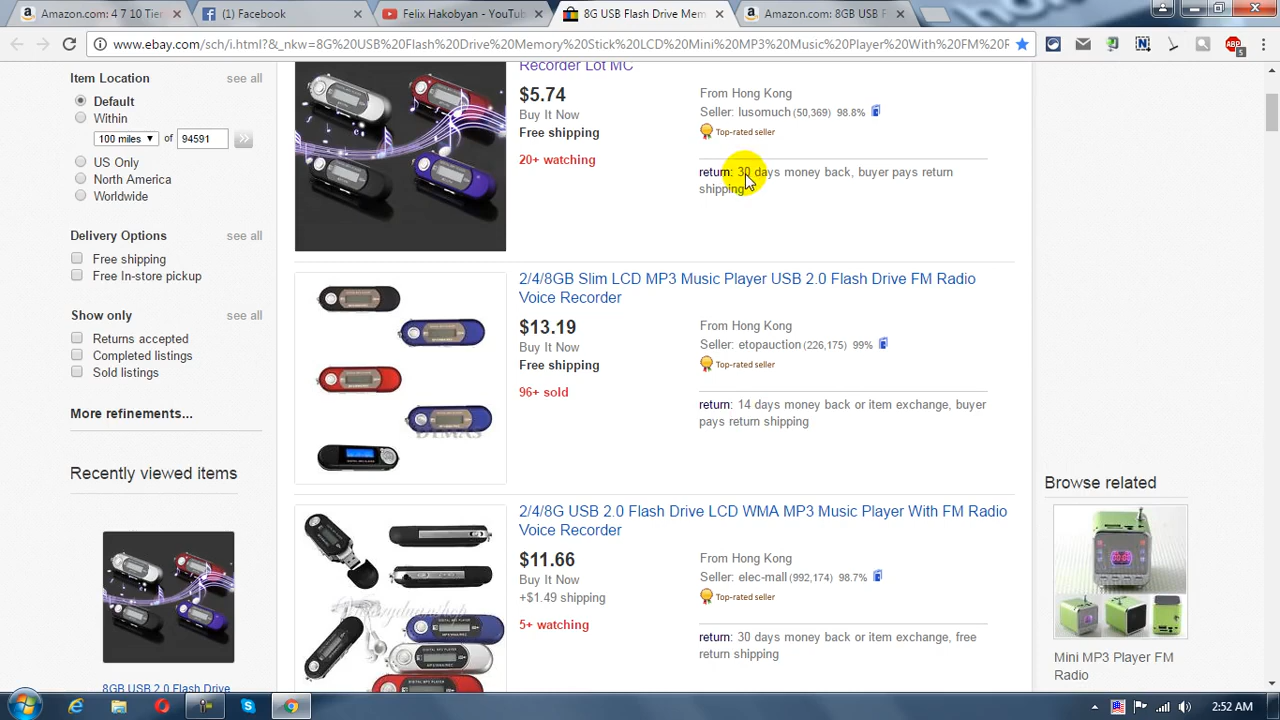 Amazon.com: 4 7 10 Tier
(1) Facebook
Felix Hakobyan - YouTu
8G USB Flash Drive Mem
Amazon.com: 8GB USB F
www.ebay.com/sch/i.html?&_nkw=8G%20USB%20Flash%20Drive%20Memory%20Stick%20LCD%20Mini%20MP3%20Music%20Player%20With%20FM%20F
ABP
5
Item Location see all
Default
Within
100 miles of 94591
US Only
North America
Worldwide
Delivery Options see all
Free shipping
Free In-store pickup
Show only see all
Returns accepted
Completed listings
Sold listings
More refinements...
Recently viewed items
8GB USB 2.0 Flash Drive
Recorder Lot MC
$5.74
Buy It Now
Free shipping
20+ watching
From Hong Kong
Seller: lusomuch (50,369) 98.8%
Top-rated seller
return: 30 days money back, buyer pays return
shipping
2/4/8GB Slim LCD MP3 Music Player USB 2.0 Flash Drive FM Radio
Voice Recorder
$13.19
Buy It Now
Free shipping
96+ sold
From Hong Kong
Seller: etopauction (226,175) 99%
Top-rated seller
return: 14 days money back or item exchange, buyer
pays return shipping
2/4/8G USB 2.0 Flash Drive LCD WMA MP3 Music Player With FM Radio
Voice Recorder
$11.66
Buy It Now
+$1.49 shipping
5+ watching
From Hong Kong
Seller: elec-mall (992,174) 98.7%
Top-rated seller
return: 30 days money back or item exchange, free
return shipping
Browse related
Mini MP3 Player FM
Radio
2:52 AM